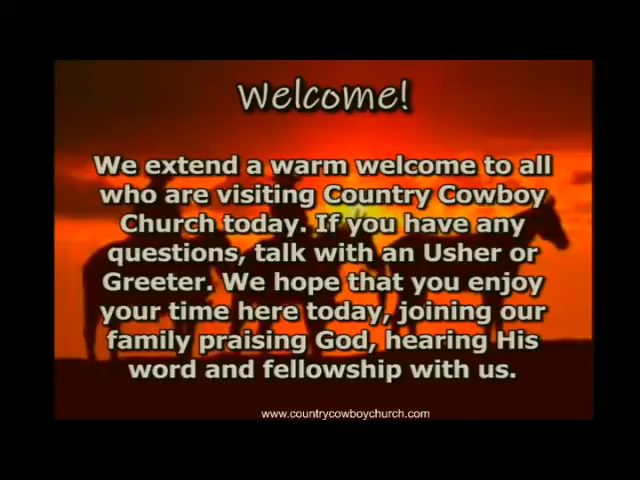 Welcome!
We extend a warm welcome to all
who are visiting Country Cowboy
Church today. If you have any
questions, talk with an Usher or
Greeter. We hope that you enjoy
your time here today, joining our
family praising God, hearing His
word and fellowship with us.
www.countrycowboychurch.com